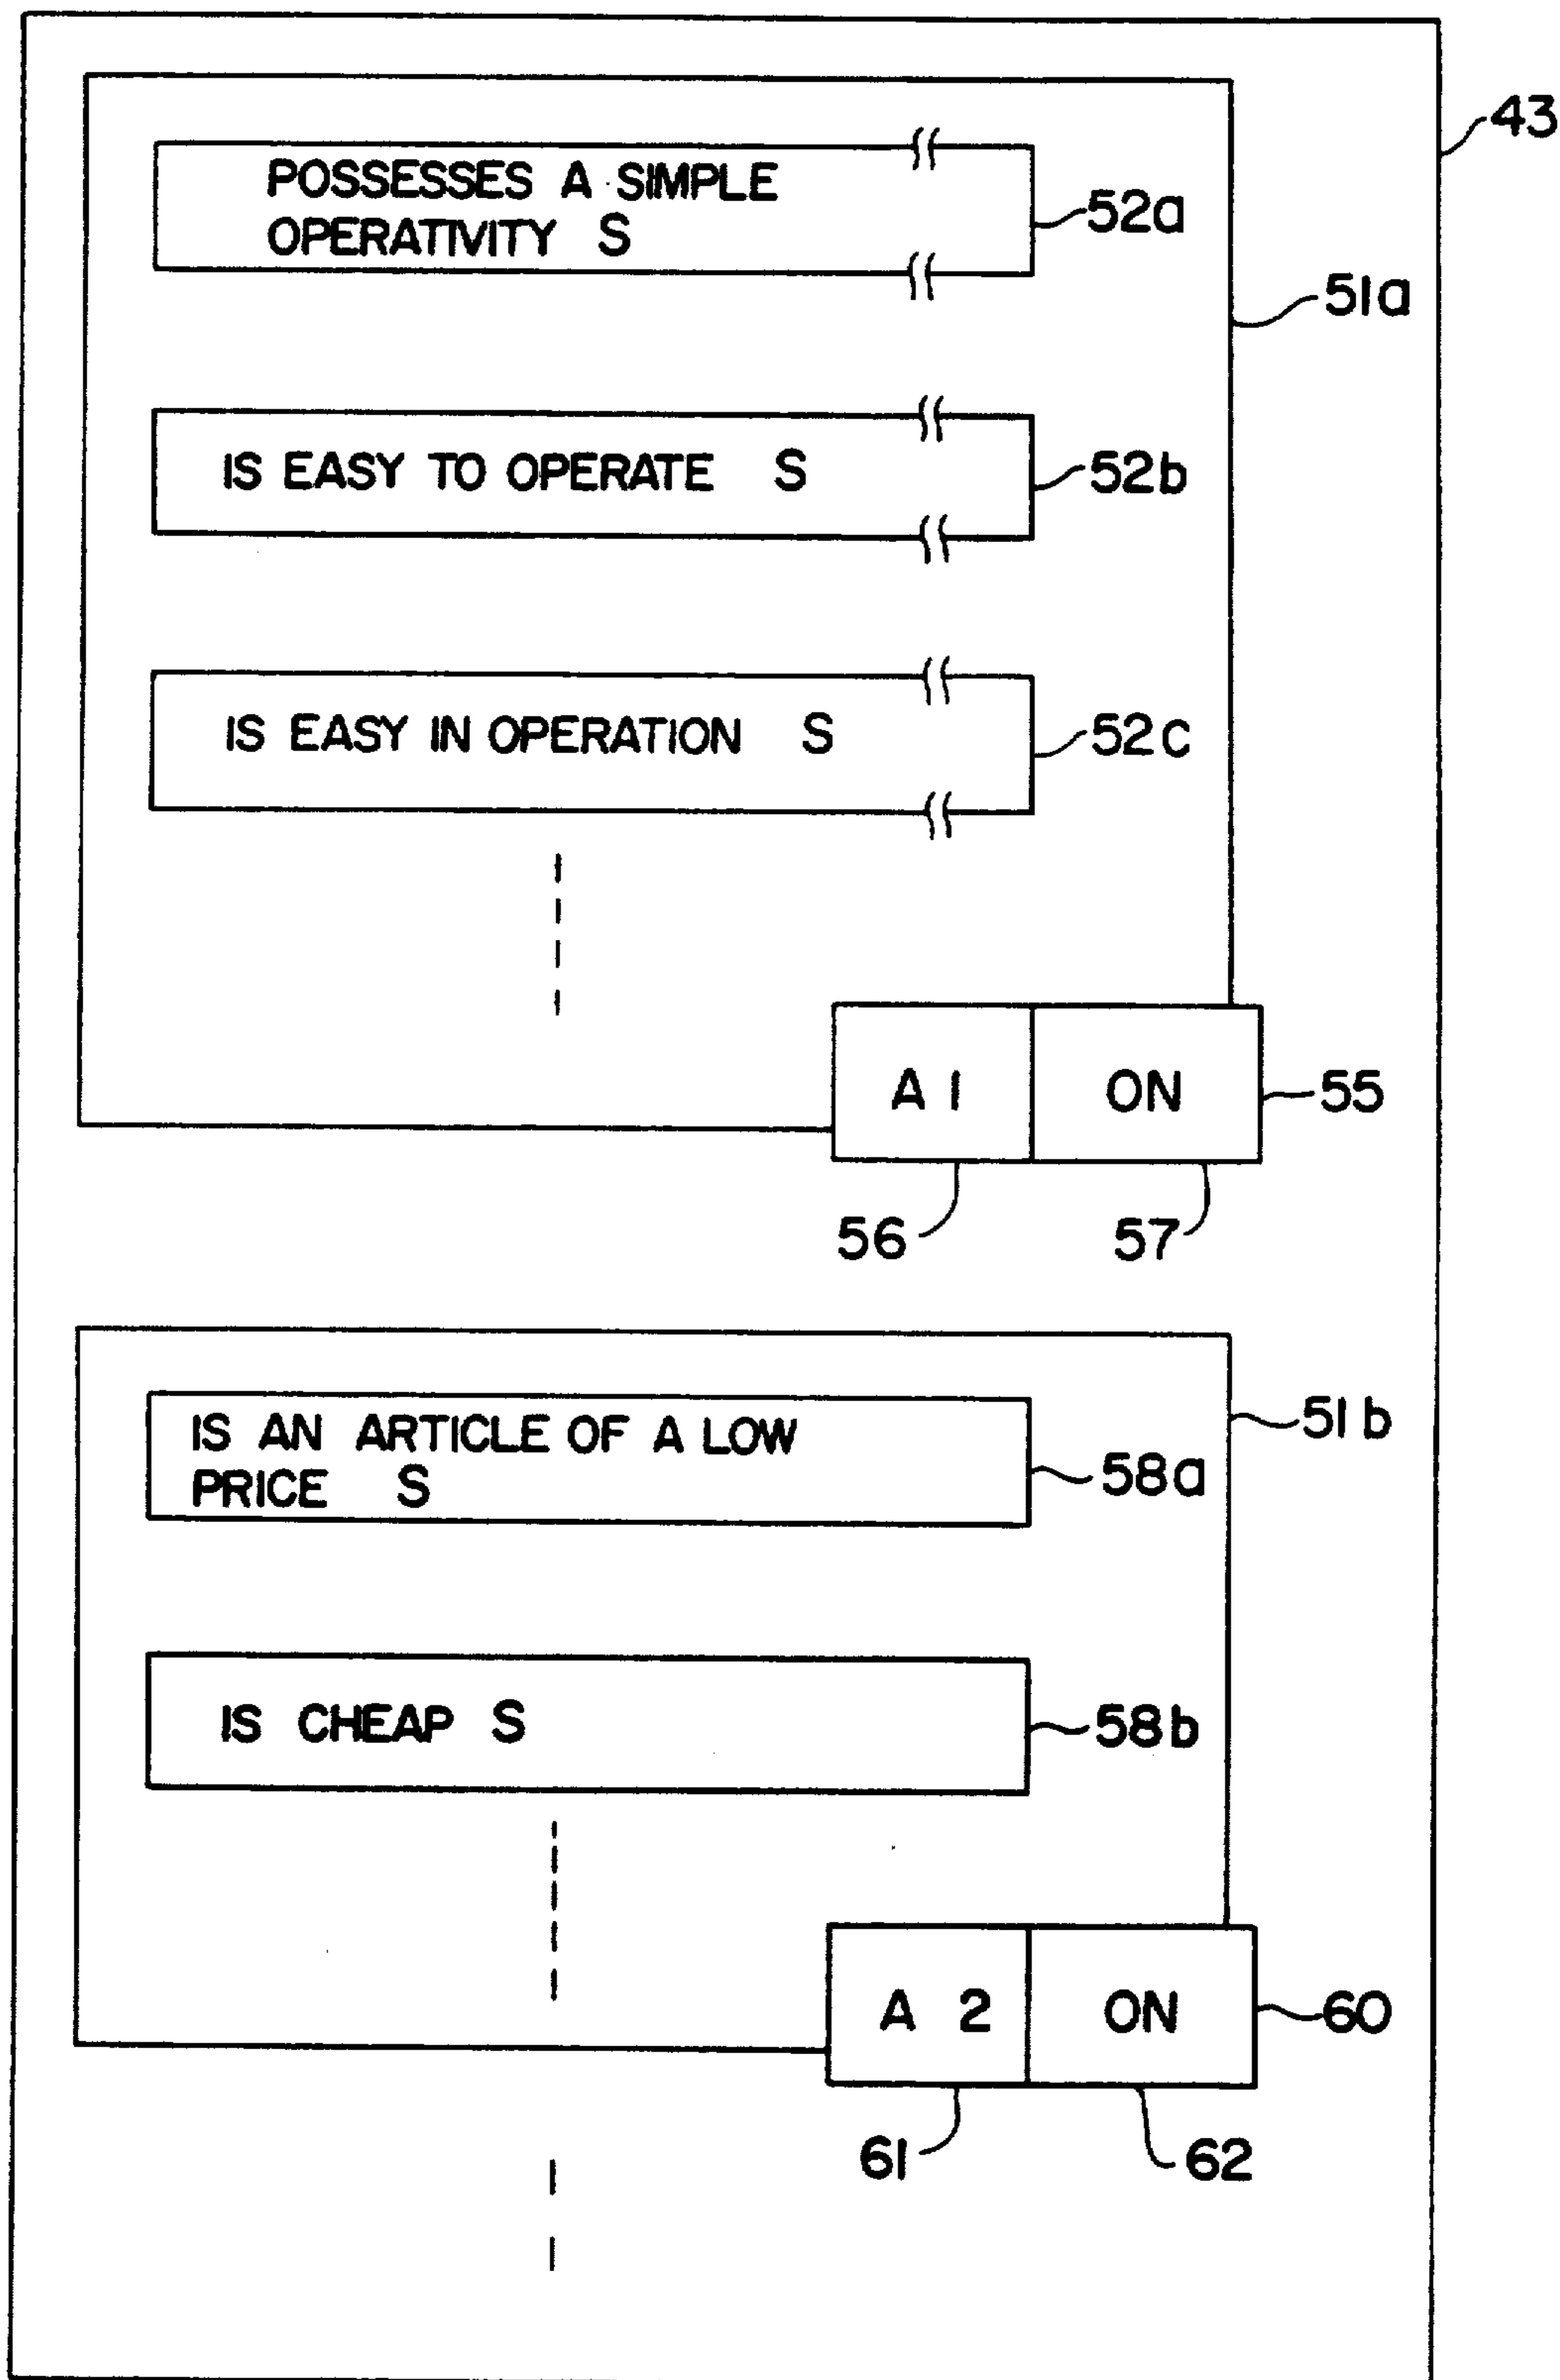 43
POSSESSES A SIMPLE
OPERATIVITY S
52a
51a
IS EASY TO OPERATE S
52b
IS EASY IN OPERATION S
52c
A 1
ON
55
56
57
IS AN ARTICLE OF A LOW
PRICE S
58a
51b
IS CHEAP S
58b
A 2
ON
60
61
62